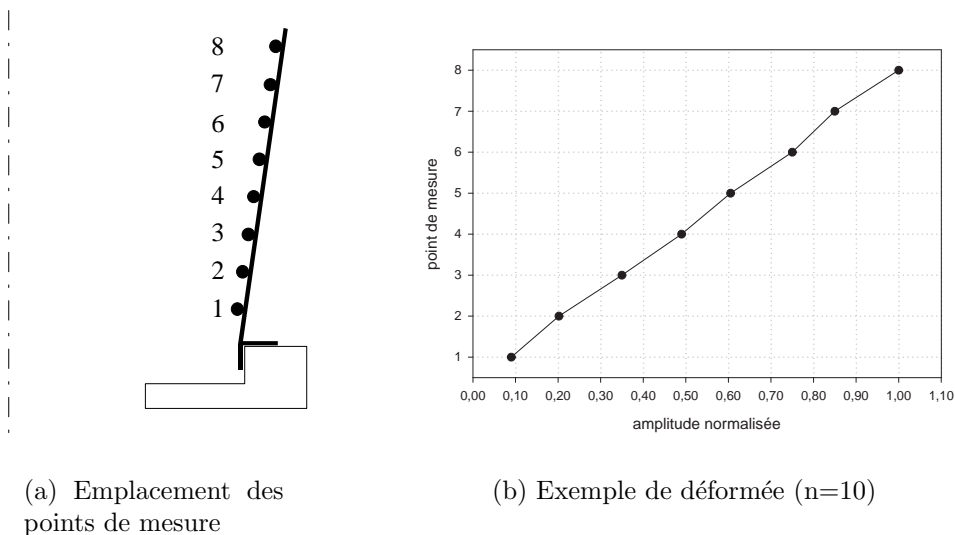 8
7
6
5
4
3
2
1
8
7
6
5
4
3
2
1
point de mesure
0,00 0,10 0,20 0,30 0,40 0,50 0,60 0,70 0,80 0,90 1,00 1,10
amplitude normalisée
(a) Emplacement des
points de mesure
(b) Exemple de déformée (n=10)